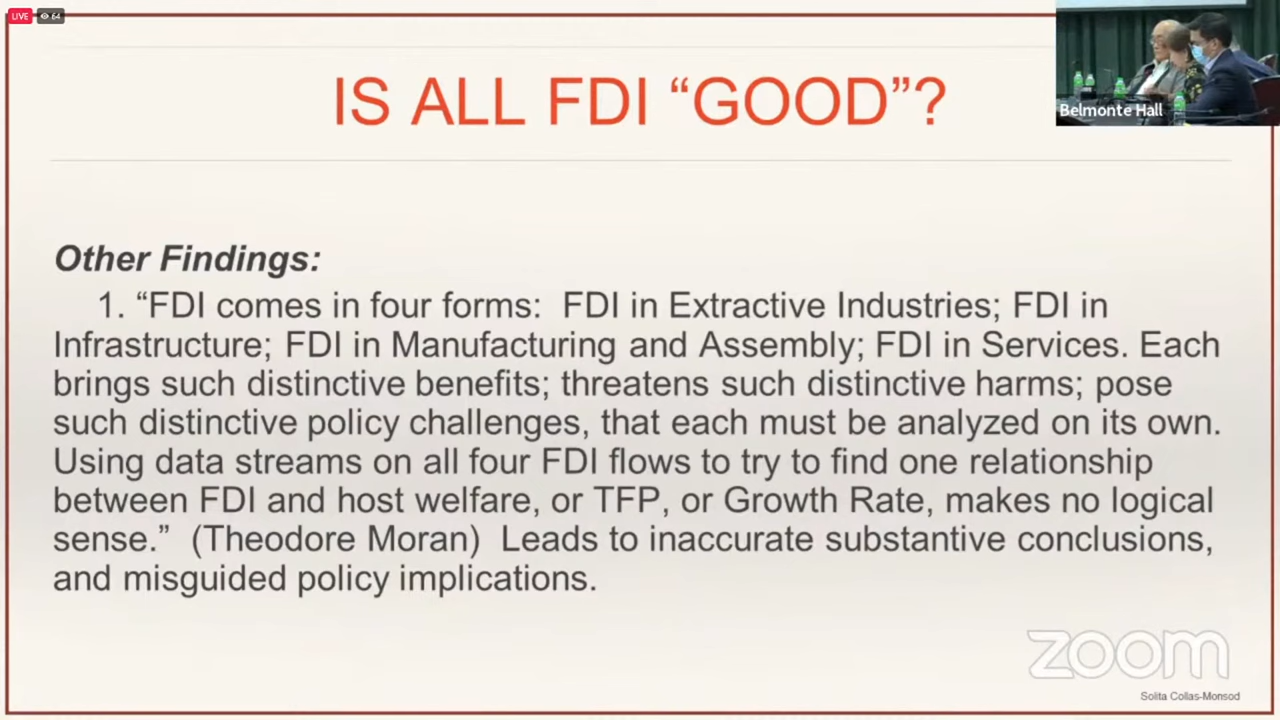 LIVE 64
IS ALL FDI “GOOD”?
Belmonte Hall
Other Findings:
1. “FDI comes in four forms: FDI in Extractive Industries; FDI in
Infrastructure; FDI in Manufacturing and Assembly; FDI in Services. Each
brings such distinctive benefits; threatens such distinctive harms; pose
such distinctive policy challenges, that each must be analyzed on its own.
Using data streams on all four FDI flows to try to find one relationship
between FDI and host welfare, or TFP, or Growth Rate, makes no logical
sense.” (Theodore Moran) Leads to inaccurate substantive conclusions,
and misguided policy implications.
zoom
Solita Collas-Monsod